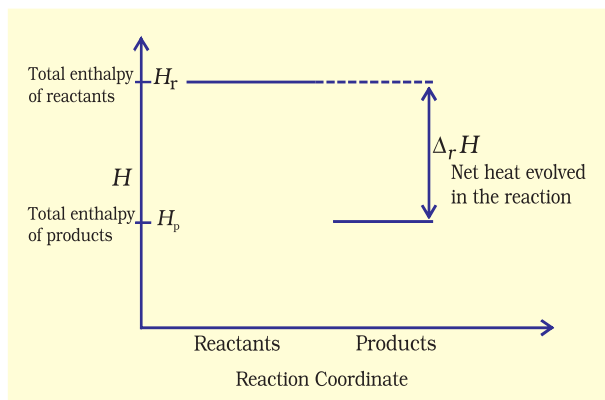 Total enthalpy
of reactants
Hr
ΔrH
Net heat evolved
in the reaction
H
Total enthalpy
of products
Hp
Reactants
Products
Reaction Coordinate